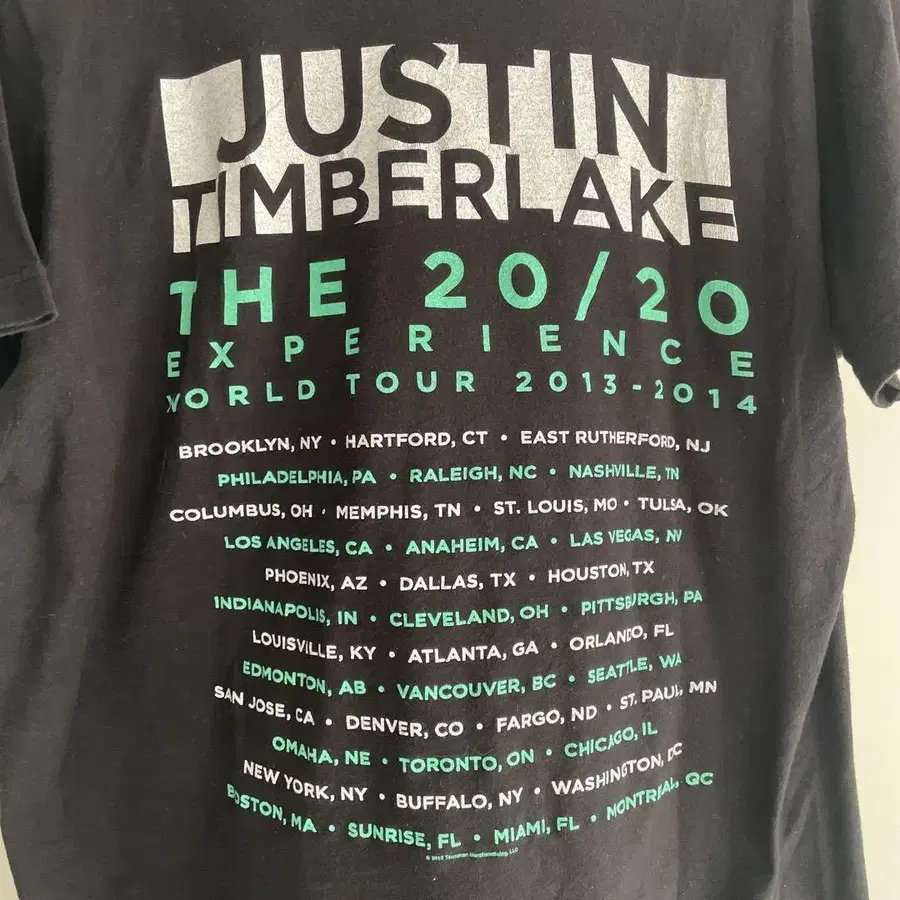 JUSTIN
TIMBERLAKE
THE 20/20
EXPERIENCE
WORLD TOUR 2013-2014
BROOKLYN, NY • HARTFORD, CT • EAST RUTHERFORD, NJ
PHILADELPHIA, PA • RALEIGH, NC • NASHVILLE, TN
COLUMBUS, OH • MEMPHIS, TN • ST. LOUIS, MO • TULSA, OK
LOS ANGELES, CA • ANAHEIM, CA • LAS VEGAS, NV
PHOENIX, AZ • DALLAS, TX • HOUSTON, TX
INDIANAPOLIS, IN • CLEVELAND, OH • PITTSBURGH, PA
LOUISVILLE, KY • ATLANTA, GA • ORLANDO, FL
EDMONTON, AB • VANCOUVER, BC • SEATTLE, WA
SAN JOSE, CA • DENVER, CO • FARGO, ND • ST. PAUL, MN
OMAHA, NE • TORONTO, ON • CHICAGO, IL
NEW YORK, NY • BUFFALO, NY • WASHINGTON, DC
BOSTON, MA • SUNRISE, FL • MIAMI, FL • MONTREAL, QC